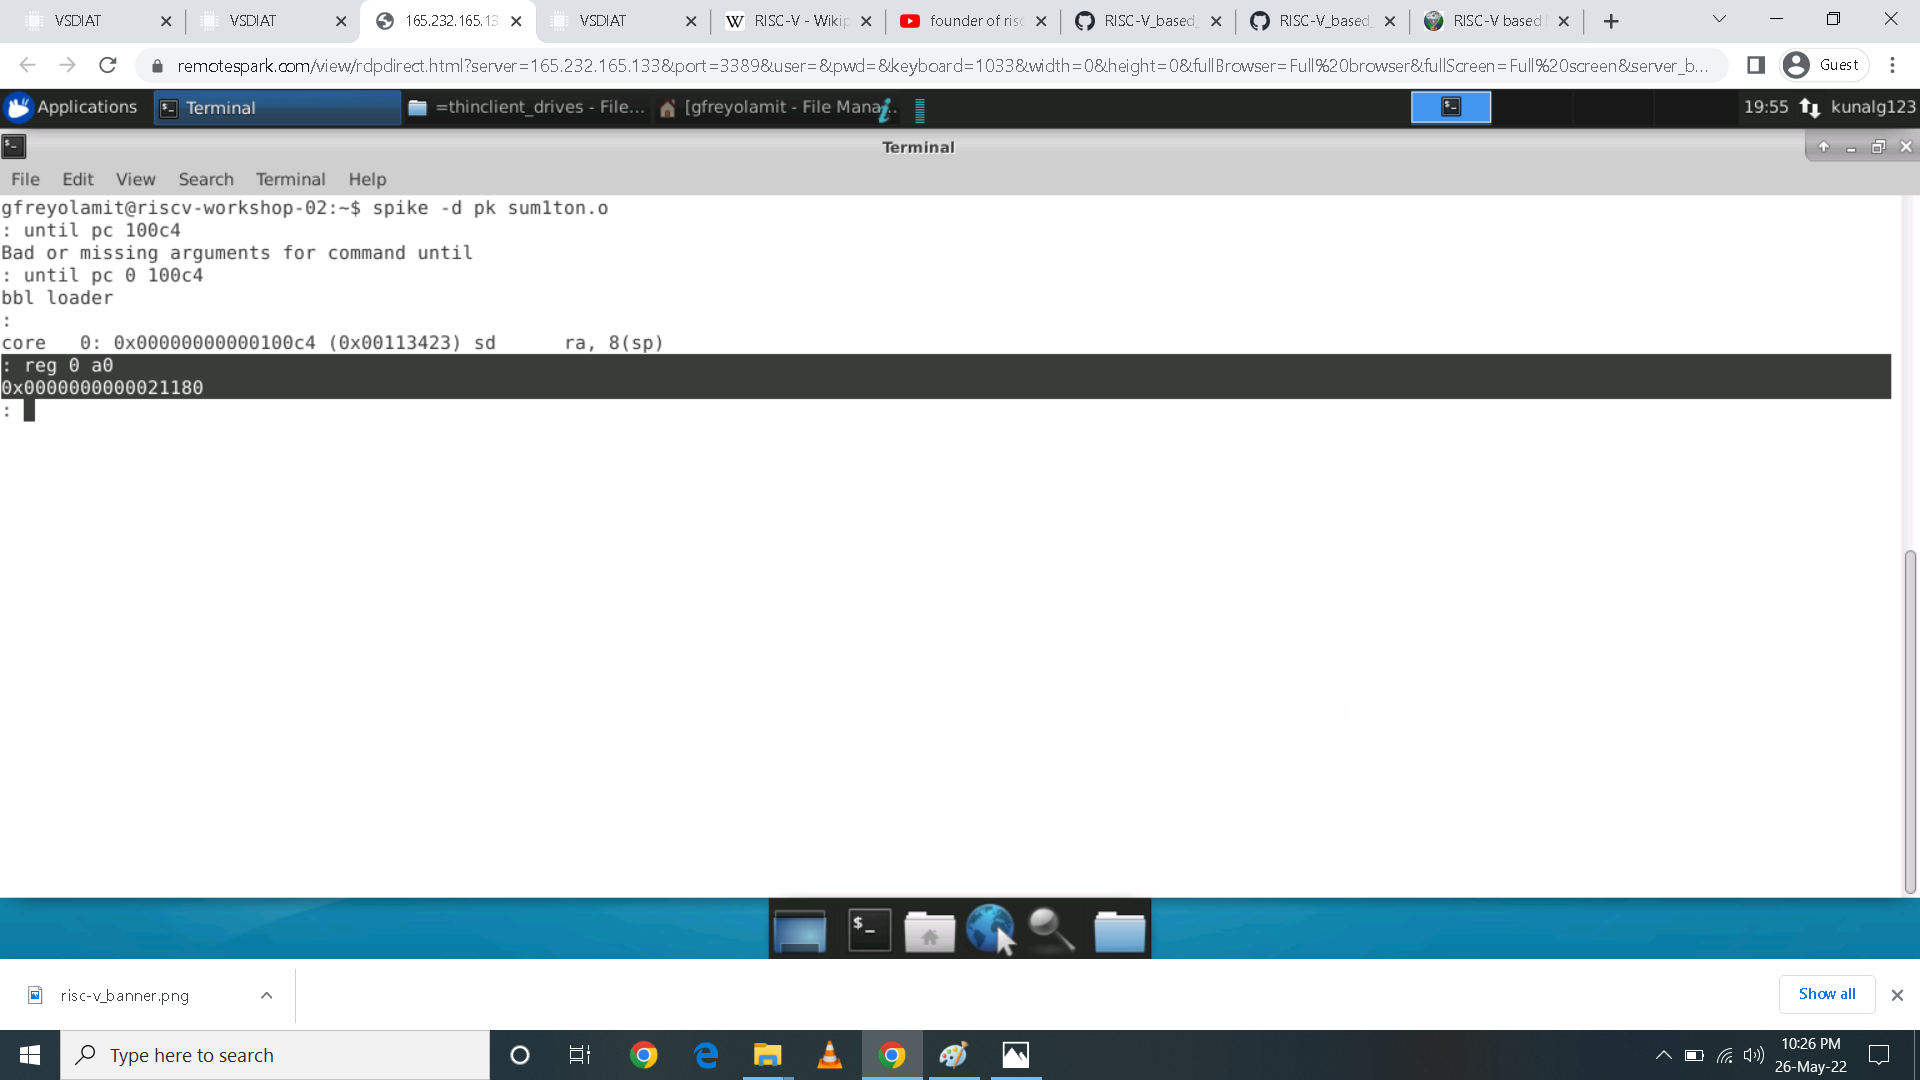 VSDIAT
VSDIAT
165.232.165.13
VSDIAT
RISC-V - Wikip
founder of risc
RISC-V_based_
RISC-V_based_
RISC-V based
remotespark.com/view/rdpdirect.html?server=165.232.165.133&port=3389&user=&pwd=&keyboard=1033&width=0&height=0&fullBrowser=Full%20browser&fullScreen=Full%20screen&server_b...
Guest
Applications
Terminal
=thinclient_drives - File...
[gfreyolamit - File Mana
19:55
kunalg123
Terminal
File Edit View Search Terminal Help
gfreyolamit@riscv-workshop-02:~$ spike -d pk sum1ton.o
: until pc 100c4
Bad or missing arguments for command until
: until pc 0 100c4
bbl loader
:
core   0: 0x00000000000100c4 (0x00113423) sd      ra, 8(sp)
: reg 0 a0
0x0000000000021180
:
risc-v_banner.png
Show all
Type here to search
10:26 PM
26-May-22